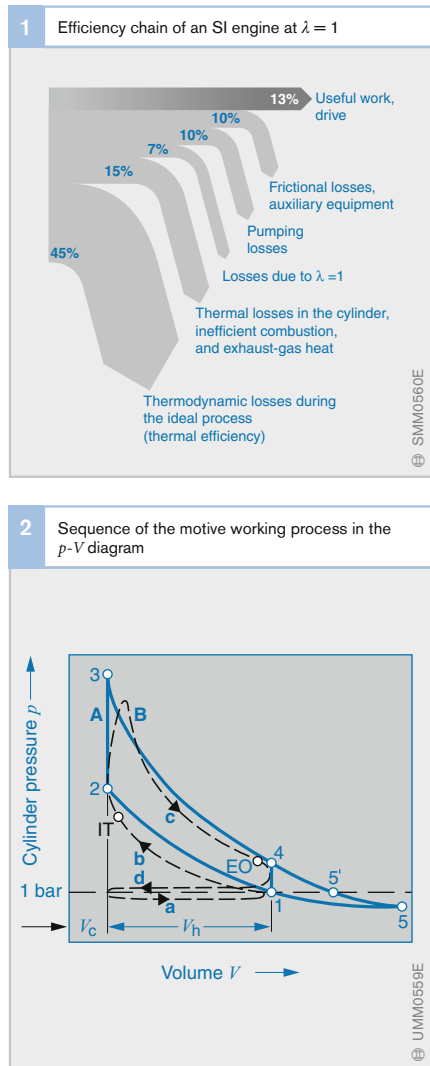 1 Efficiency chain of an SI engine at λ = 1
13% Useful work,
drive
10%
10%
7%
15%
45%
Frictional losses,
auxiliary equipment
Pumping
losses
Losses due to λ =1
Thermal losses in the cylinder,
inefficient combustion,
and exhaust-gas heat
Thermodynamic losses during
the ideal process
(thermal efficiency)
SMM0560E
2 Sequence of the motive working process in the
p-V diagram
Cylinder pressure p
3
A B
2
IT
c
b
EO 4
d
5'
1 bar
a
1
5
Vc Vh
Volume V
UMM0559E